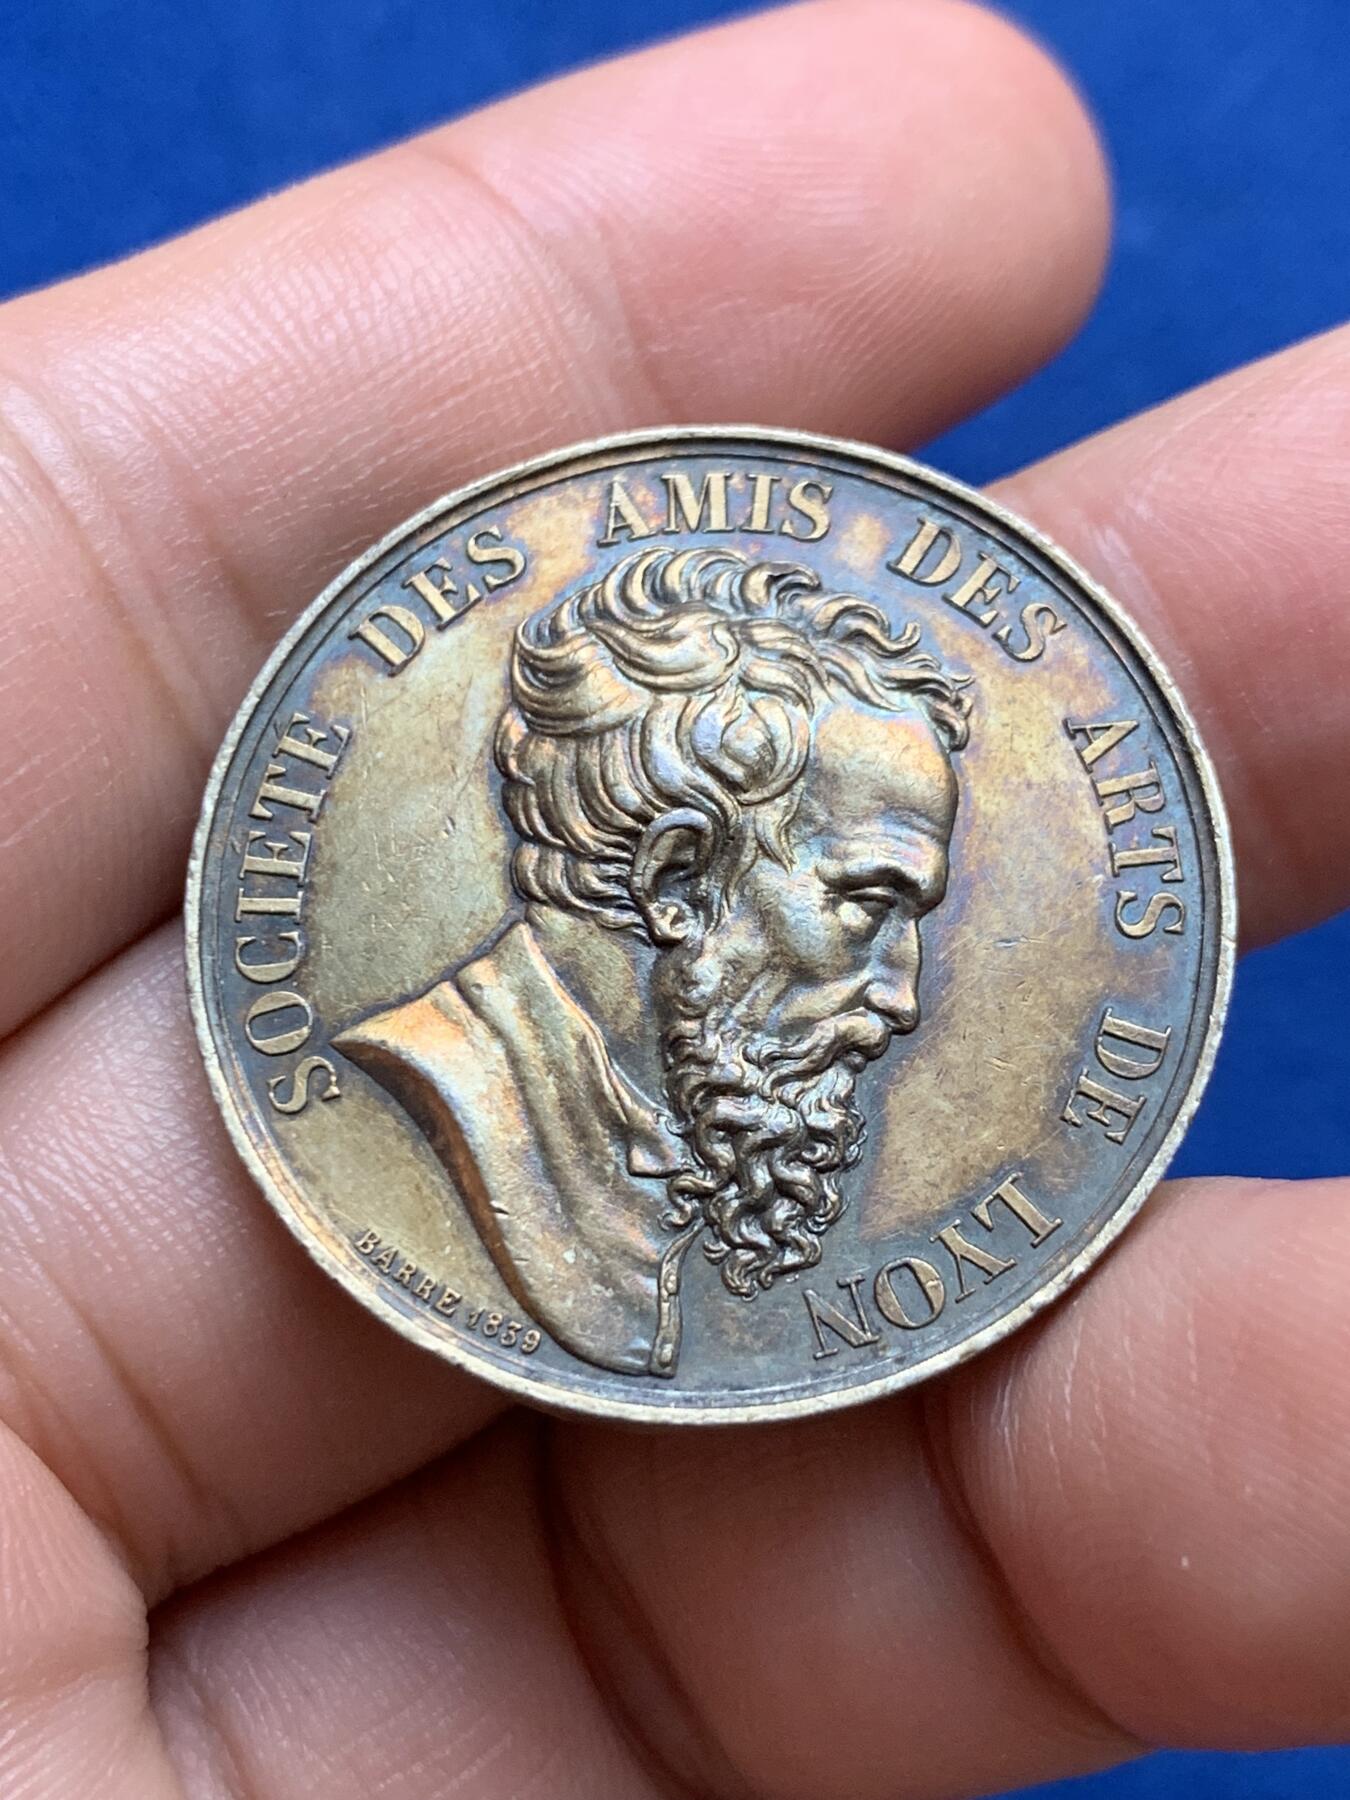 SOCIÉTÉ DES AMIS DES ARTS DE LYON
BARRE 1839